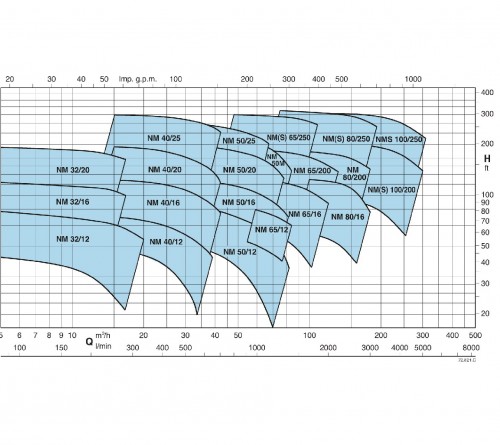 20 30 40 50 Imp. g.p.m. 100 200 300 400 500 1000
400
300
NM 40/25 NM 50/25 NM(S) 65/250 NM(S) 80/250 NMS 100/250
200
H
ft
NM 32/20 NM 40/20 NM 50/20 NM 50M NM 65/200 NM 80/200 NM(S) 100/200
100
90
80
70
60
50
40
30
20
NM 32/16 NM 40/16 NM 50/16 NM 65/16 NM 80/16
NM 32/12 NM 40/12 NM 50/12 NM 65/12
5 6 7 8 9 10 Q m³/h 20 30 40 50 100 200 300 400 500
100 150 l/min 300 400 500 1000 2000 3000 4000 5000 8000